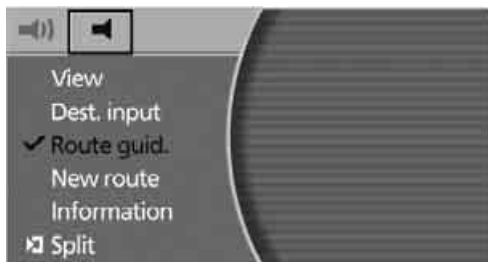 View
Dest. input
Route guid.
New route
Information
Split